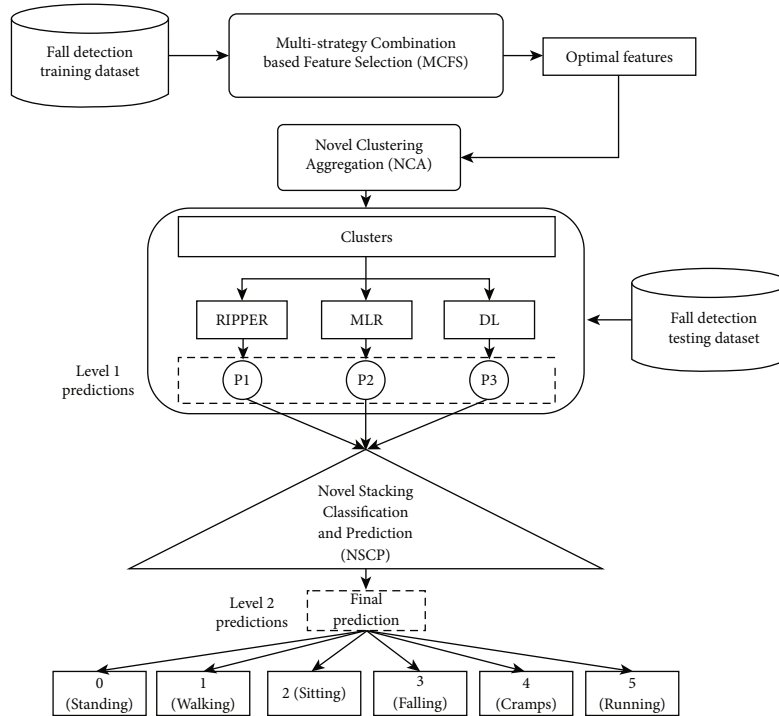 Fall detection
training dataset
Multi-strategy Combination
based Feature Selection (MCFS)
Optimal features
Novel Clustering
Aggregation (NCA)
Clusters
RIPPER
MLR
DL
Fall detection
testing dataset
Level 1
predictions
P1
P2
P3
Novel Stacking
Classification
and Prediction
(NSCP)
Level 2
predictions
Final
prediction
0
(Standing)
1
(Walking)
2 (Sitting)
3
(Falling)
4
(Cramps)
5
(Running)